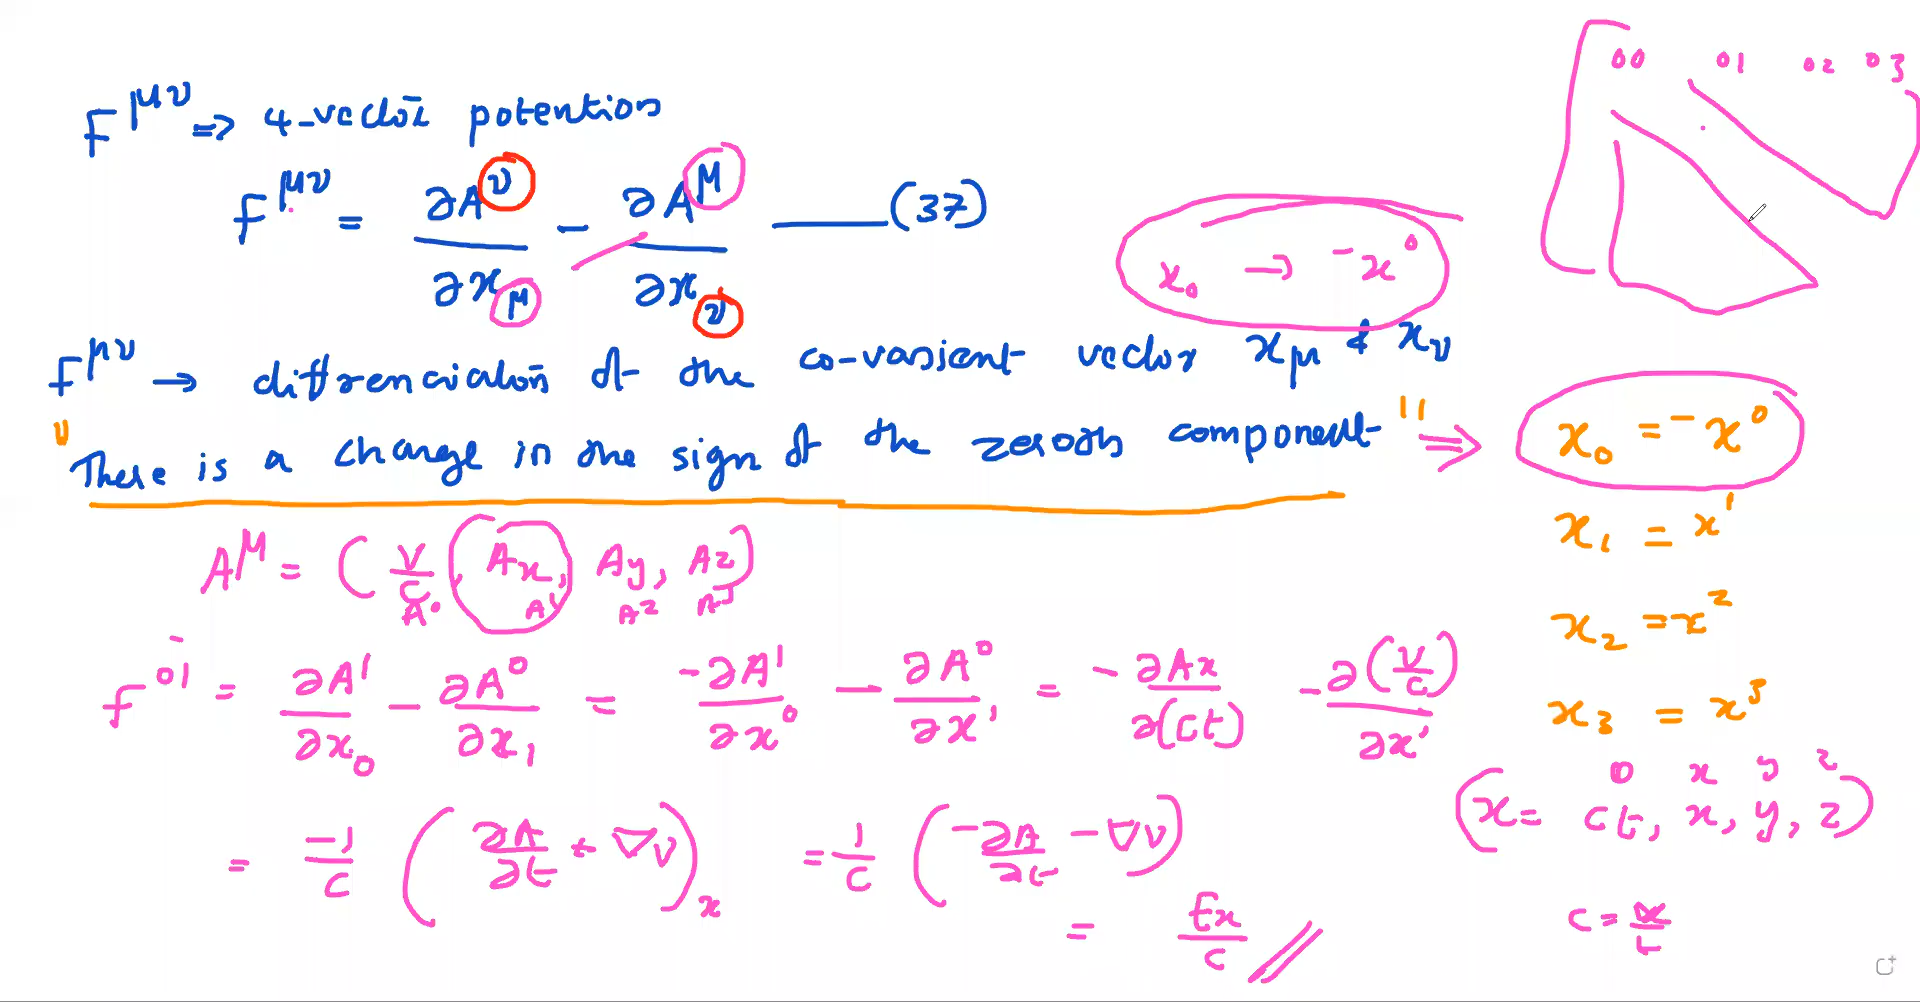 F^{μν} ⇒ 4-vector potentials
F^{μν} = ∂A^ν/∂x_μ - ∂A^μ/∂x_ν ——(37)
00 01 02 03
x_0 → -x^0
F^{μν} → diffrenciation of the co-varient vector x_μ & x_ν
"There is a change in the sign of the zeroth component" ⇒ x_0 = -x^0
x_1 = x^1
x_2 = x^2
x_3 = x^3
A^μ = (V/c, A_x, A_y, A_z)
A^0 A^1 A^2 A^3
F^{01} = ∂A^1/∂x_0 - ∂A^0/∂x_1 = -∂A^1/∂x^0 - ∂A^0/∂x^1 = -∂A_x/∂(ct) - ∂(V/c)/∂x^1
0 x y z
(x = ct, x, y, z)
= -1/c (∂A/∂t + ∇V)_x = 1/c (-∂A/∂t - ∇V)
= E_x/c //
c = x/t